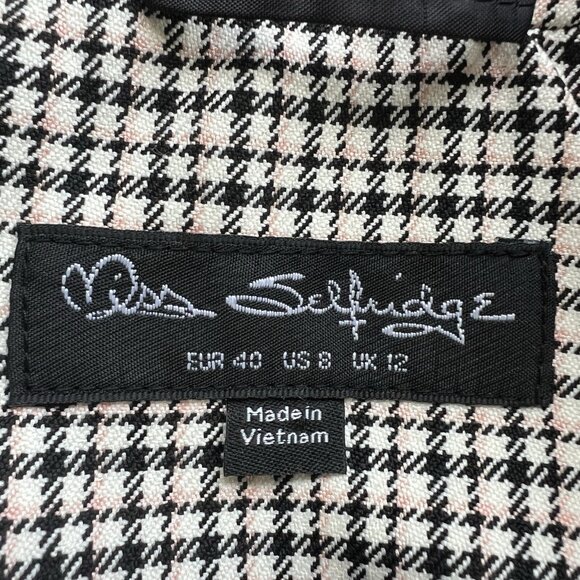 Miss Selfridge
EUR 40 US 8 UK 12
Made in
Vietnam